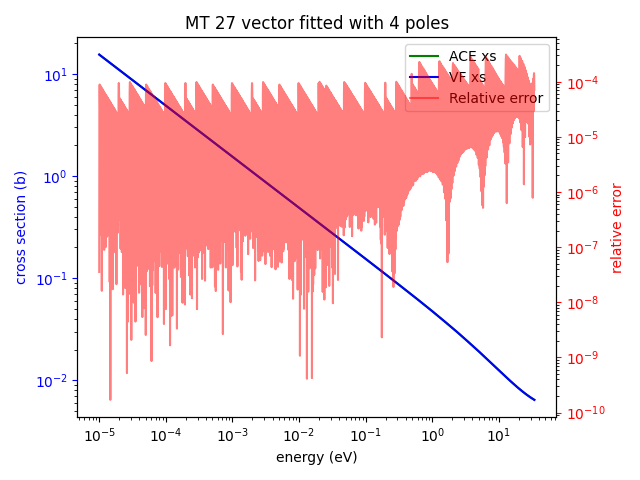 MT 27 vector fitted with 4 poles
ACE xs
VF xs
Relative error
cross section (b)
10¹
10⁰
10⁻¹
10⁻²
relative error
10⁻⁴
10⁻⁵
10⁻⁶
10⁻⁷
10⁻⁸
10⁻⁹
10⁻¹⁰
10⁻⁵ 10⁻⁴ 10⁻³ 10⁻² 10⁻¹ 10⁰ 10¹
energy (eV)